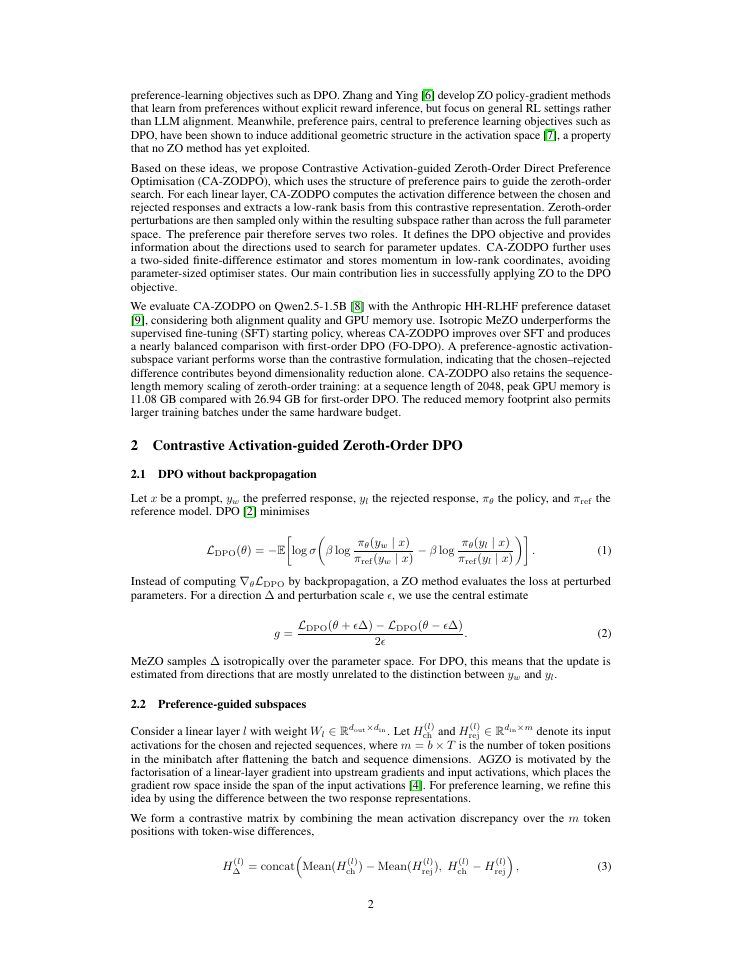 preference-learning objectives such as DPO. Zhang and Ying [6] develop ZO policy-gradient methods
that learn from preferences without explicit reward inference, but focus on general RL settings rather
than LLM alignment. Meanwhile, preference pairs, central to preference learning objectives such as
DPO, have been shown to induce additional geometric structure in the activation space [7], a property
that no ZO method has yet exploited.
Based on these ideas, we propose Contrastive Activation-guided Zeroth-Order Direct Preference
Optimisation (CA-ZODPO), which uses the structure of preference pairs to guide the zeroth-order
search. For each linear layer, CA-ZODPO computes the activation difference between the chosen and
rejected responses and extracts a low-rank basis from this contrastive representation. Zeroth-order
perturbations are then sampled only within the resulting subspace rather than across the full parameter
space. The preference pair therefore serves two roles. It defines the DPO objective and provides
information about the directions used to search for parameter updates. CA-ZODPO further uses
a two-sided finite-difference estimator and stores momentum in low-rank coordinates, avoiding
parameter-sized optimiser states. Our main contribution lies in successfully applying ZO to the DPO
objective.
We evaluate CA-ZODPO on Qwen2.5-1.5B [8] with the Anthropic HH-RLHF preference dataset
[9], considering both alignment quality and GPU memory use. Isotropic MeZO underperforms the
supervised fine-tuning (SFT) starting policy, whereas CA-ZODPO improves over SFT and produces
a nearly balanced comparison with first-order DPO (FO-DPO). A preference-agnostic activation-
subspace variant performs worse than the contrastive formulation, indicating that the chosen–rejected
difference contributes beyond dimensionality reduction alone. CA-ZODPO also retains the sequence-
length memory scaling of zeroth-order training: at a sequence length of 2048, peak GPU memory is
11.08 GB compared with 26.94 GB for first-order DPO. The reduced memory footprint also permits
larger training batches under the same hardware budget.
2 Contrastive Activation-guided Zeroth-Order DPO
2.1 DPO without backpropagation
Let x be a prompt, y_w the preferred response, y_l the rejected response, π_θ the policy, and π_ref the
reference model. DPO [2] minimises
L_DPO(θ) = −𝔼[log σ(β log π_θ(y_w | x) / π_ref(y_w | x) − β log π_θ(y_l | x) / π_ref(y_l | x))] . (1)
Instead of computing ∇_θ L_DPO by backpropagation, a ZO method evaluates the loss at perturbed
parameters. For a direction Δ and perturbation scale ϵ, we use the central estimate
g = (L_DPO(θ + ϵΔ) − L_DPO(θ − ϵΔ)) / 2ϵ . (2)
MeZO samples Δ isotropically over the parameter space. For DPO, this means that the update is
estimated from directions that are mostly unrelated to the distinction between y_w and y_l.
2.2 Preference-guided subspaces
Consider a linear layer l with weight W_l ∈ ℝ^{d_out×d_in}. Let H_ch^(l) and H_rej^(l) ∈ ℝ^{d_in×m} denote its input
activations for the chosen and rejected sequences, where m = b × T is the number of token positions
in the minibatch after flattening the batch and sequence dimensions. AGZO is motivated by the
factorisation of a linear-layer gradient into upstream gradients and input activations, which places the
gradient row space inside the span of the input activations [4]. For preference learning, we refine this
idea by using the difference between the two response representations.
We form a contrastive matrix by combining the mean activation discrepancy over the m token
positions with token-wise differences,
H_Δ^(l) = concat(Mean(H_ch^(l)) − Mean(H_rej^(l)), H_ch^(l) − H_rej^(l)) , (3)
2